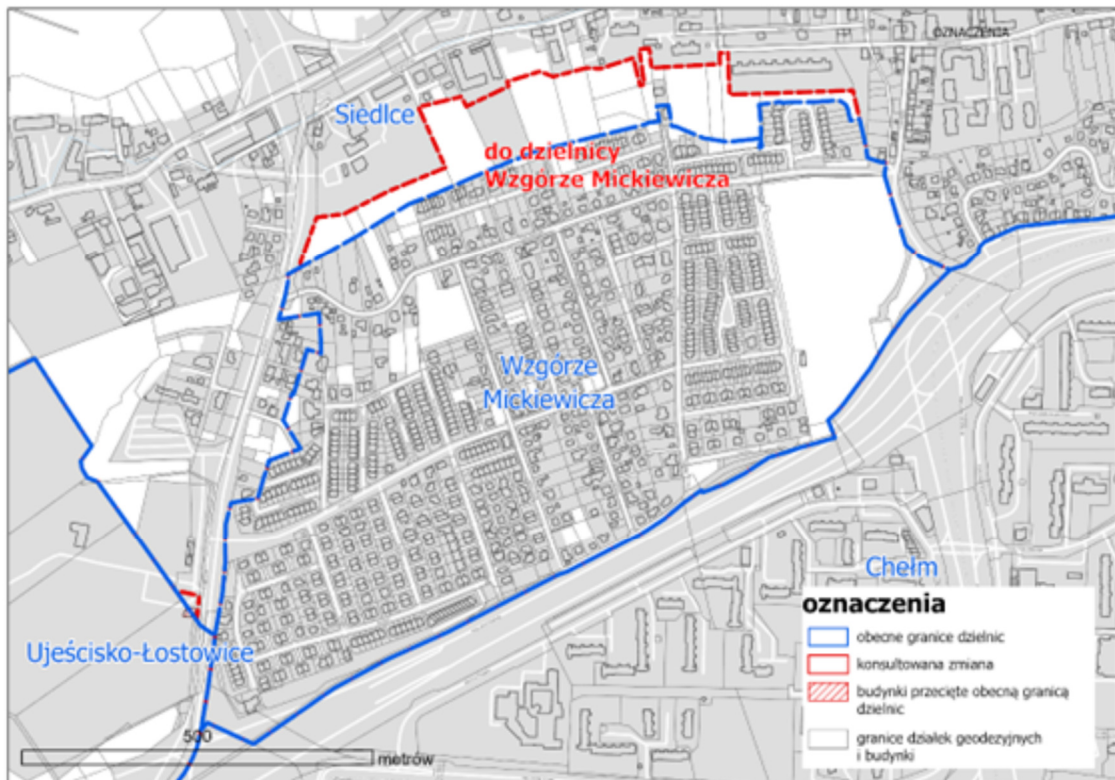 OZNACZENIA
Siedlce
do dzielnicy
Wzgórze Mickiewicza
Wzgórze
Mickiewicza
Chełm
Ujeścisko-Łostowice
oznaczenia
obecne granice dzielnic
konsultowana zmiana
budynki przecięte obecną granicą
dzielnic
granice działek geodezyjnych
i budynki
500
metrów